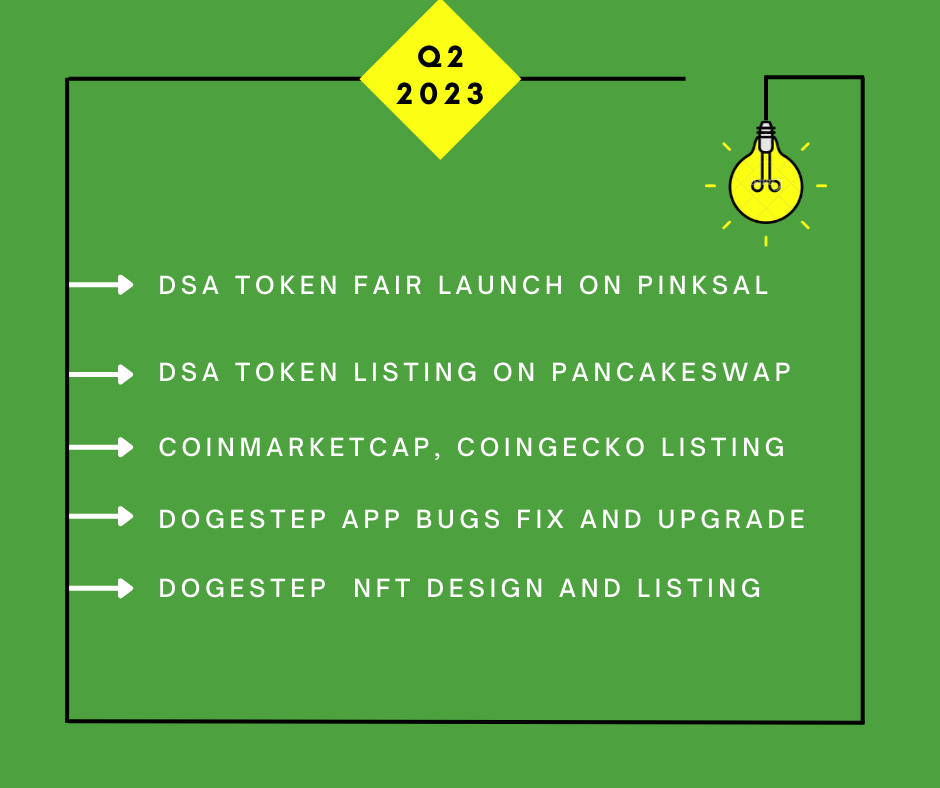 Q2
2023
DSA TOKEN FAIR LAUNCH ON PINKSAL
DSA TOKEN LISTING ON PANCAKESWAP
COINMARKETCAP, COINGECKO LISTING
DOGESTEP APP BUGS FIX AND UPGRADE
DOGESTEP NFT DESIGN AND LISTING